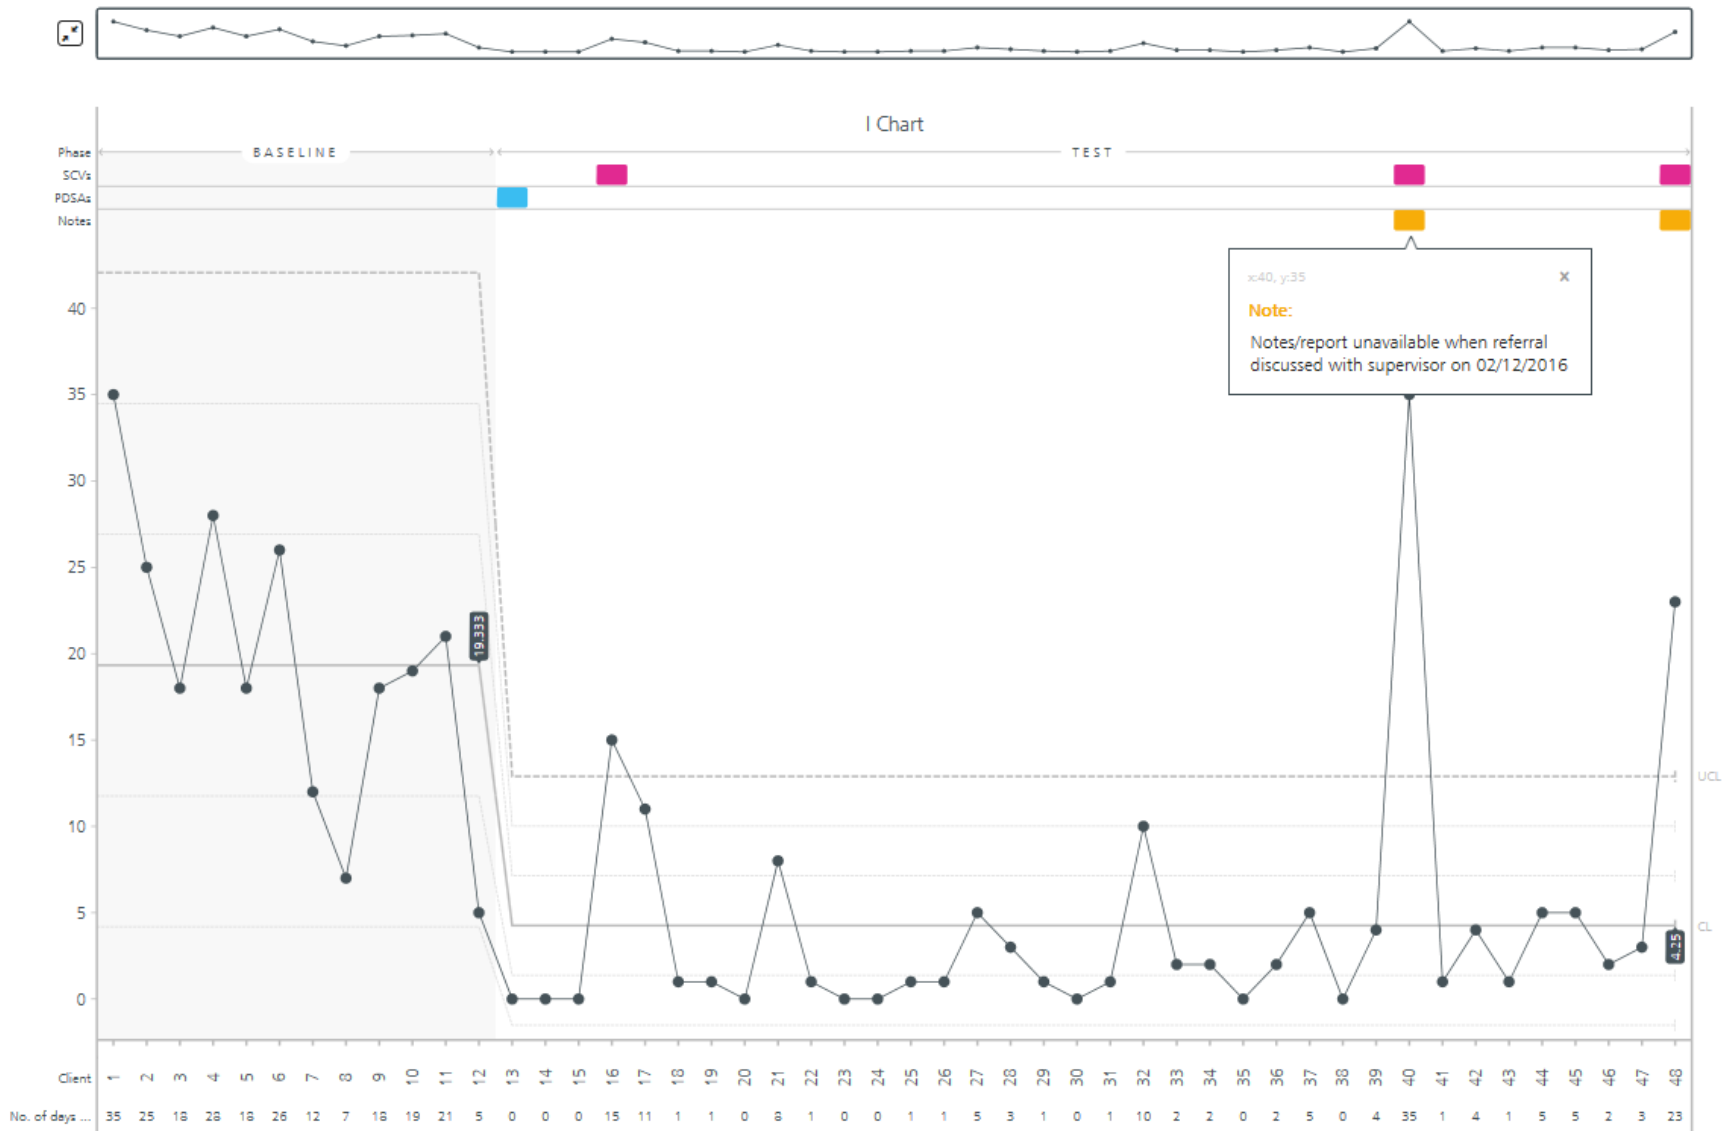 I Chart
Phase BASELINE TEST
SCVs
PDSAs
Notes
x:40, y:35 ×
Note:
Notes/report unavailable when referral
discussed with supervisor on 02/12/2016
40
35
30
25
20
15
10
5
0
19.333
UCL
CL
4.25
Client 1 2 3 4 5 6 7 8 9 10 11 12 13 14 15 16 17 18 19 20 21 22 23 24 25 26 27 28 29 30 31 32 33 34 35 36 37 38 39 40 41 42 43 44 45 46 47 48
No. of days ... 35 25 18 28 18 26 12 7 18 19 21 5 0 0 0 15 11 1 1 0 8 1 0 0 1 1 5 3 1 0 1 10 2 2 0 2 5 0 4 35 1 4 1 5 5 2 3 23